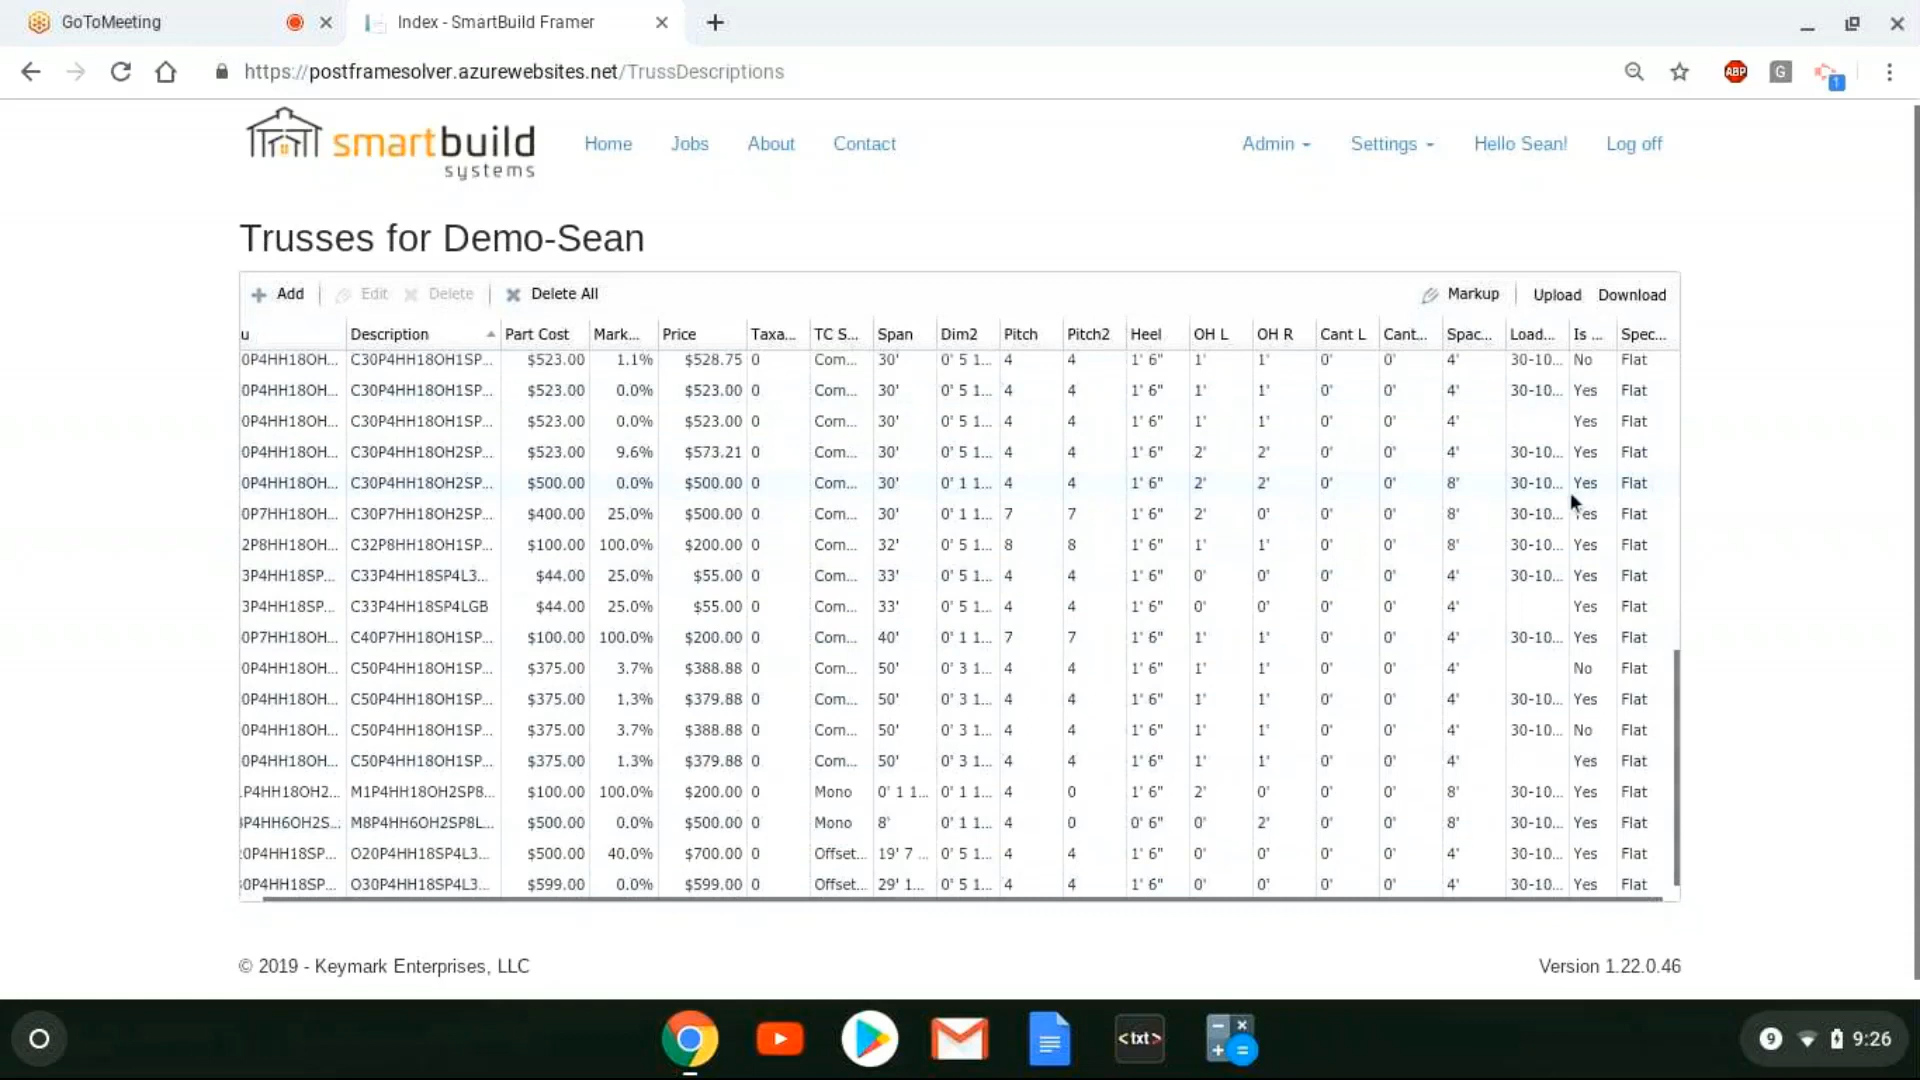 GoToMeeting
Index - SmartBuild Framer
https://postframesolver.azurewebsites.net/TrussDescriptions
ABP
G
1
smartbuild
systems
Home Jobs About Contact Admin Settings Hello Sean! Log off
Trusses for Demo-Sean
Add Edit Delete Delete All Markup Upload Download
u Description Part Cost Mark... Price Taxa... TC S... Span Dim2 Pitch Pitch2 Heel OH L OH R Cant L Cant... Spac... Load... Is ... Spec...
0P4HH18OH... C30P4HH18OH1SP... $523.00 1.1% $528.75 0 Com... 30' 0' 5 1... 4 4 1' 6" 1' 1' 0' 0' 4' 30-10... No Flat
0P4HH18OH... C30P4HH18OH1SP... $523.00 0.0% $523.00 0 Com... 30' 0' 5 1... 4 4 1' 6" 1' 1' 0' 0' 4' 30-10... Yes Flat
0P4HH18OH... C30P4HH18OH1SP... $523.00 0.0% $523.00 0 Com... 30' 0' 5 1... 4 4 1' 6" 1' 1' 0' 0' 4' Yes Flat
0P4HH18OH... C30P4HH18OH2SP... $523.00 9.6% $573.21 0 Com... 30' 0' 5 1... 4 4 1' 6" 2' 2' 0' 0' 4' 30-10... Yes Flat
0P4HH18OH... C30P4HH18OH2SP... $500.00 0.0% $500.00 0 Com... 30' 0' 1 1... 4 4 1' 6" 2' 2' 0' 0' 8' 30-10... Yes Flat
0P7HH18OH... C30P7HH18OH2SP... $400.00 25.0% $500.00 0 Com... 30' 0' 1 1... 7 7 1' 6" 2' 0' 0' 0' 8' 30-10... Yes Flat
2P8HH18OH... C32P8HH18OH1SP... $100.00 100.0% $200.00 0 Com... 32' 0' 5 1... 8 8 1' 6" 1' 1' 0' 0' 8' 30-10... Yes Flat
3P4HH18SP... C33P4HH18SP4L3... $44.00 25.0% $55.00 0 Com... 33' 0' 5 1... 4 4 1' 6" 0' 0' 0' 0' 4' 30-10... Yes Flat
3P4HH18SP... C33P4HH18SP4LGB $44.00 25.0% $55.00 0 Com... 33' 0' 5 1... 4 4 1' 6" 0' 0' 0' 0' 4' Yes Flat
0P7HH18OH... C40P7HH18OH1SP... $100.00 100.0% $200.00 0 Com... 40' 0' 1 1... 7 7 1' 6" 1' 1' 0' 0' 4' 30-10... Yes Flat
0P4HH18OH... C50P4HH18OH1SP... $375.00 3.7% $388.88 0 Com... 50' 0' 3 1... 4 4 1' 6" 1' 1' 0' 0' 4' No Flat
0P4HH18OH... C50P4HH18OH1SP... $375.00 1.3% $379.88 0 Com... 50' 0' 3 1... 4 4 1' 6" 1' 1' 0' 0' 4' 30-10... Yes Flat
0P4HH18OH... C50P4HH18OH1SP... $375.00 3.7% $388.88 0 Com... 50' 0' 3 1... 4 4 1' 6" 1' 1' 0' 0' 4' 30-10... No Flat
0P4HH18OH... C50P4HH18OH1SP... $375.00 1.3% $379.88 0 Com... 50' 0' 3 1... 4 4 1' 6" 1' 1' 0' 0' 4' Yes Flat
P4HH18OH2... M1P4HH18OH2SP8... $100.00 100.0% $200.00 0 Mono 0' 1 1... 0' 1 1... 4 0 1' 6" 2' 0' 0' 0' 8' 30-10... Yes Flat
P4HH6OH2S... M8P4HH6OH2SP8L... $500.00 0.0% $500.00 0 Mono 8' 0' 1 1... 4 0 0' 6" 0' 2' 0' 0' 8' 30-10... Yes Flat
0P4HH18SP... O20P4HH18SP4L3... $500.00 40.0% $700.00 0 Offset... 19' 7 ... 0' 5 1... 4 4 1' 6" 0' 0' 0' 0' 4' 30-10... Yes Flat
0P4HH18SP... O30P4HH18SP4L3... $599.00 0.0% $599.00 0 Offset... 29' 1... 0' 5 1... 4 4 1' 6" 0' 0' 0' 0' 4' 30-10... Yes Flat
© 2019 - Keymark Enterprises, LLC Version 1.22.0.46
<txt>
9 9:26